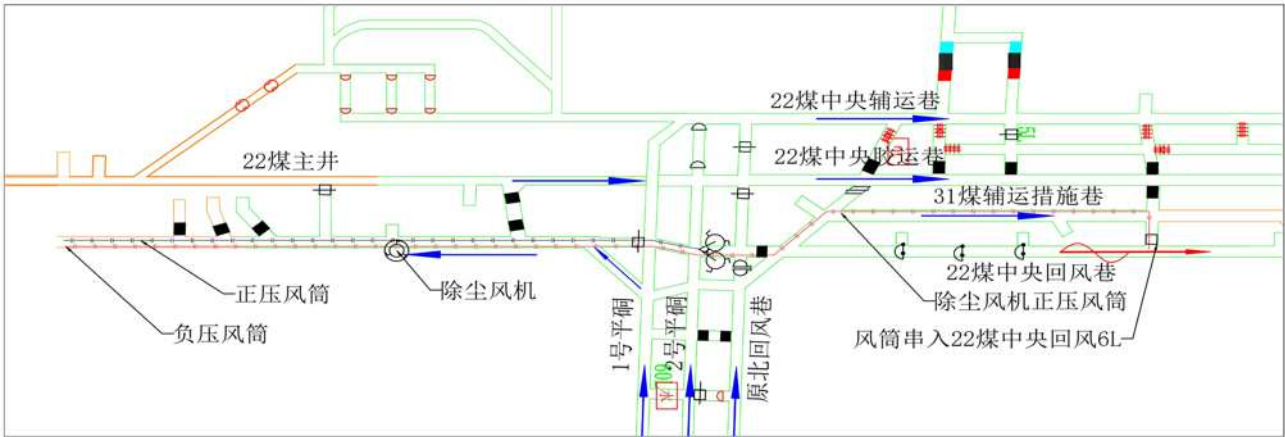 22煤中央辅运巷
22煤主井
22煤中央胶运巷
31煤辅运措施巷
正压风筒
除尘风机
22煤中央回风巷
除尘风机正压风筒
负压风筒
风筒串入22煤中央回风6L
1号平硐
2号平硐
原北回风巷
水